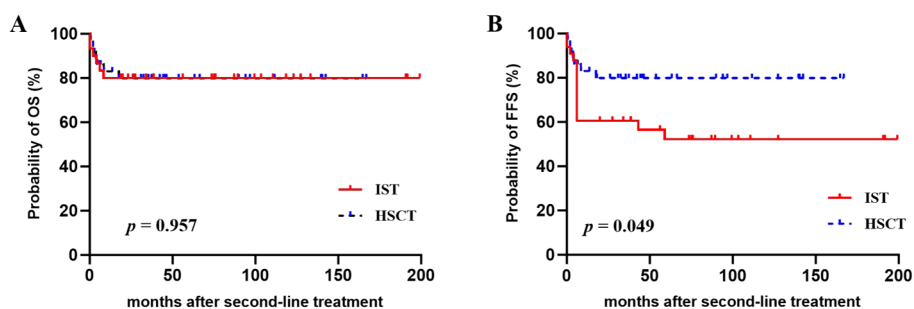 A
Probability of OS (%)
100
80
60
40
20
0
0
50
100
150
200
months after second-line treatment
IST
HSCT
p = 0.957
B
Probability of FFS (%)
100
80
60
40
20
0
0
50
100
150
200
months after second-line treatment
IST
HSCT
p = 0.049